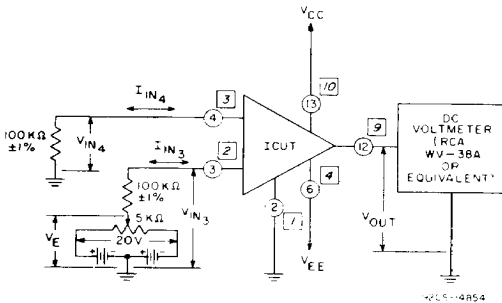 VCC
IIN4
3
10
4
13
100KΩ
±1%
VIN4
IIN3
2
ICUT
9
12
DC
VOLTMETER
(RCA
WV-38A
OR
EQUIVALENT)
3
4
6
100KΩ
±1%
VIN3
2
1
5KΩ
VE
20V
+ - + -
VEE
VOUT
92CS-14854